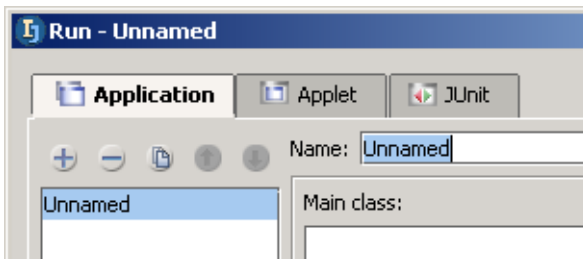 Run - Unnamed
Application Applet JUnit
Name: Unnamed
Unnamed
Main class: